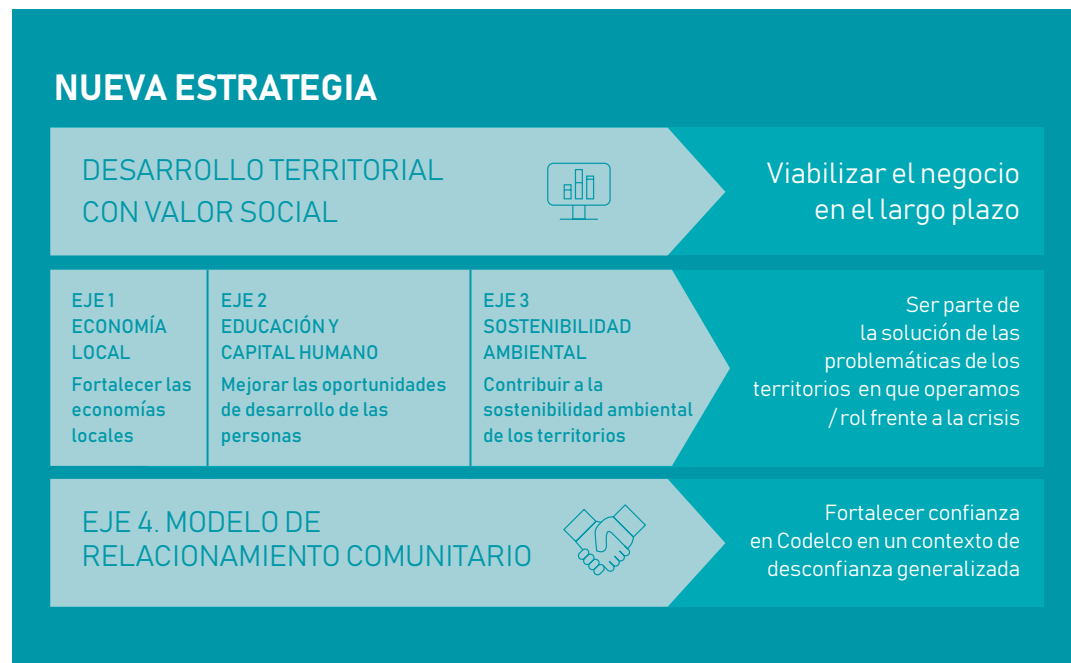 NUEVA ESTRATEGIA
DESARROLLO TERRITORIAL
CON VALOR SOCIAL
Viabilizar el negocio
en el largo plazo
EJE 1
ECONOMÍA
LOCAL
Fortalecer las
economías
locales
EJE 2
EDUCACIÓN Y
CAPITAL HUMANO
Mejorar las oportunidades
de desarrollo de las
personas
EJE 3
SOSTENIBILIDAD
AMBIENTAL
Contribuir a la
sostenibilidad ambiental
de los territorios
Ser parte de
la solución de las
problemáticas de los
territorios en que operamos
/ rol frente a la crisis
EJE 4. MODELO DE
RELACIONAMIENTO COMUNITARIO
Fortalecer confianza
en Codelco en un contexto de
desconfianza generalizada